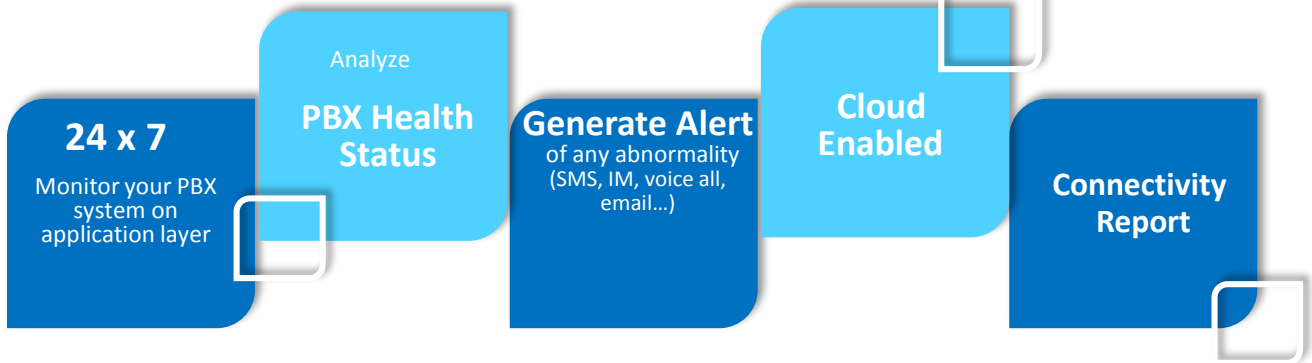 24 x 7
Monitor your PBX
system on
application layer
Analyze
PBX Health
Status
Generate Alert
of any abnormality
(SMS, IM, voice all,
email...)
Cloud
Enabled
Connectivity
Report